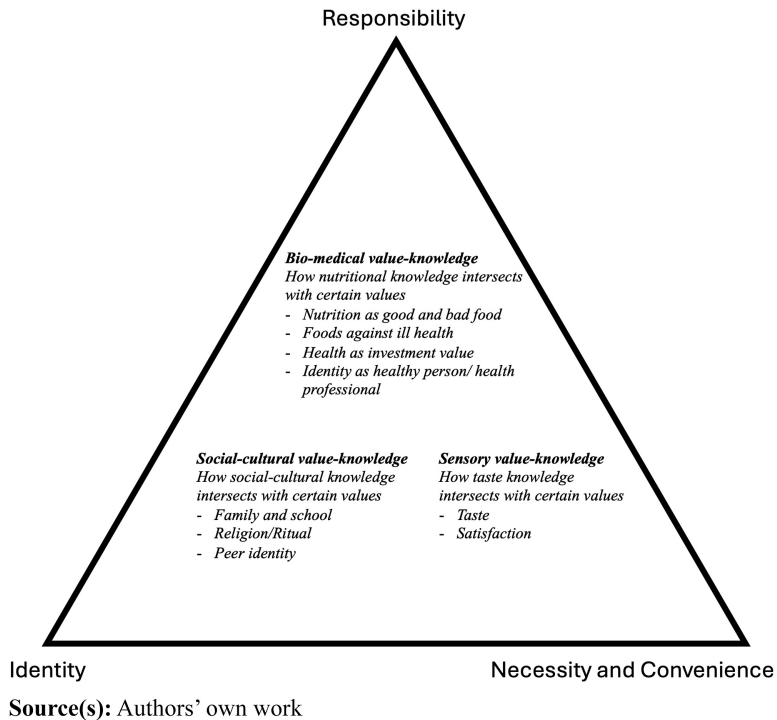 Responsibility
Bio-medical value-knowledge
How nutritional knowledge intersects
with certain values
- Nutrition as good and bad food
- Foods against ill health
- Health as investment value
- Identity as healthy person/ health
professional
Social-cultural value-knowledge
How social-cultural knowledge
intersects with certain values
- Family and school
- Religion/Ritual
- Peer identity
Sensory value-knowledge
How taste knowledge
intersects with certain values
- Taste
- Satisfaction
Identity
Necessity and Convenience
Source(s): Authors’ own work